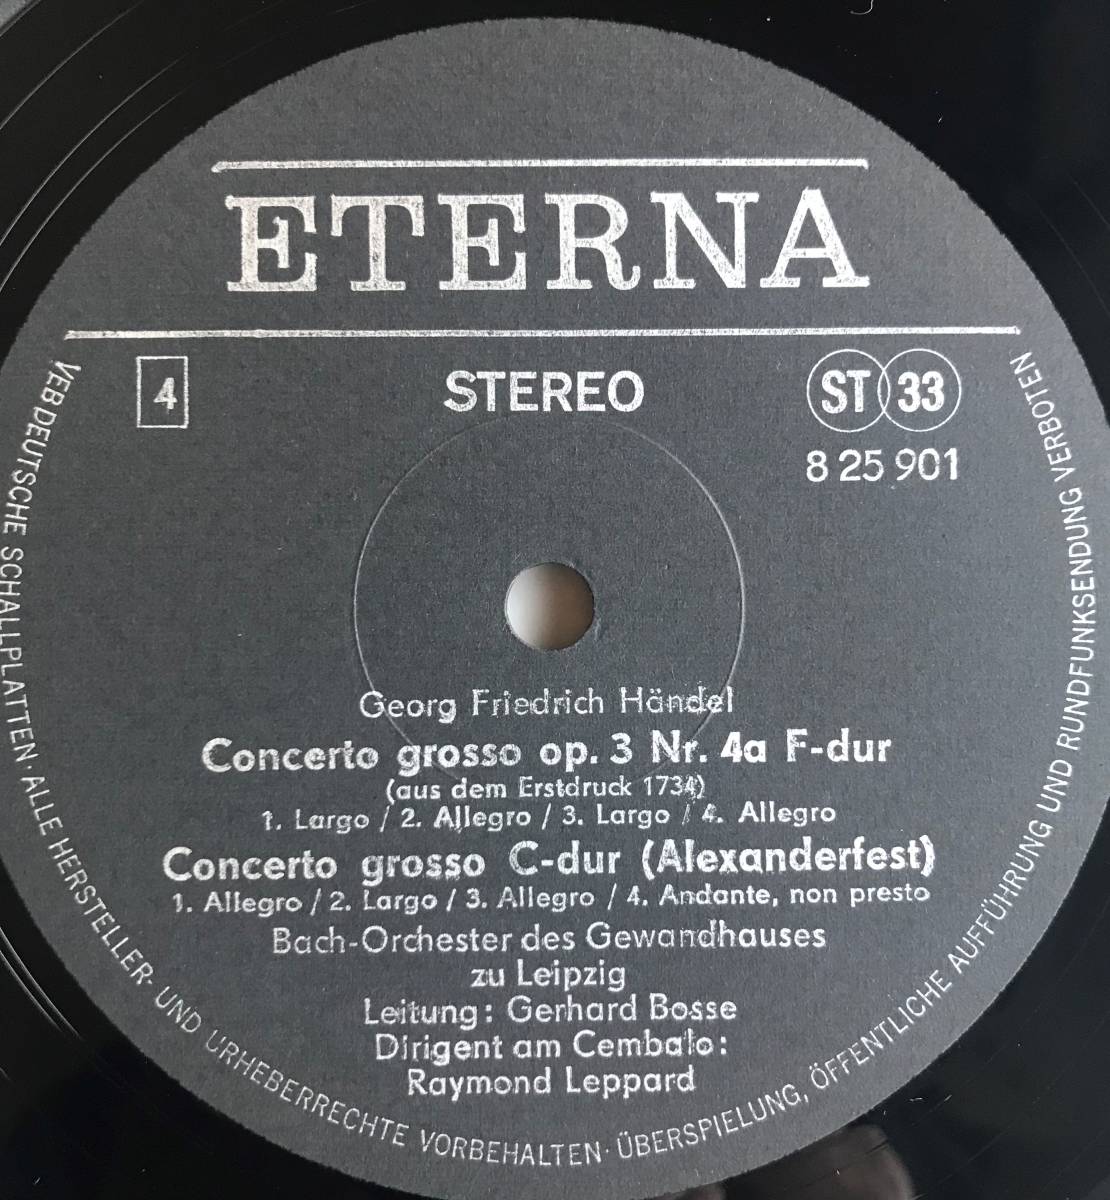 ETERNA
4
STEREO
ST 33
8 25 901
Georg Friedrich Händel
Concerto grosso op. 3 Nr. 4a F-dur
(aus dem Erstdruck 1734)
1. Largo / 2. Allegro / 3. Largo / 4. Allegro
Concerto grosso C-dur (Alexanderfest)
1. Allegro / 2. Largo / 3. Allegro / 4. Andante, non presto
Bach-Orchester des Gewandhauses
zu Leipzig
Leitung: Gerhard Bosse
Dirigent am Cembalo:
Raymond Leppard
VEB DEUTSCHE SCHALLPLATTEN · ALLE HERSTELLER- UND URHEBERRECHTE VORBEHALTEN · ÜBERSPIELUNG, ÖFFENTLICHE AUFFÜHRUNG UND RUNDFUNKSENDUNG VERBOTEN